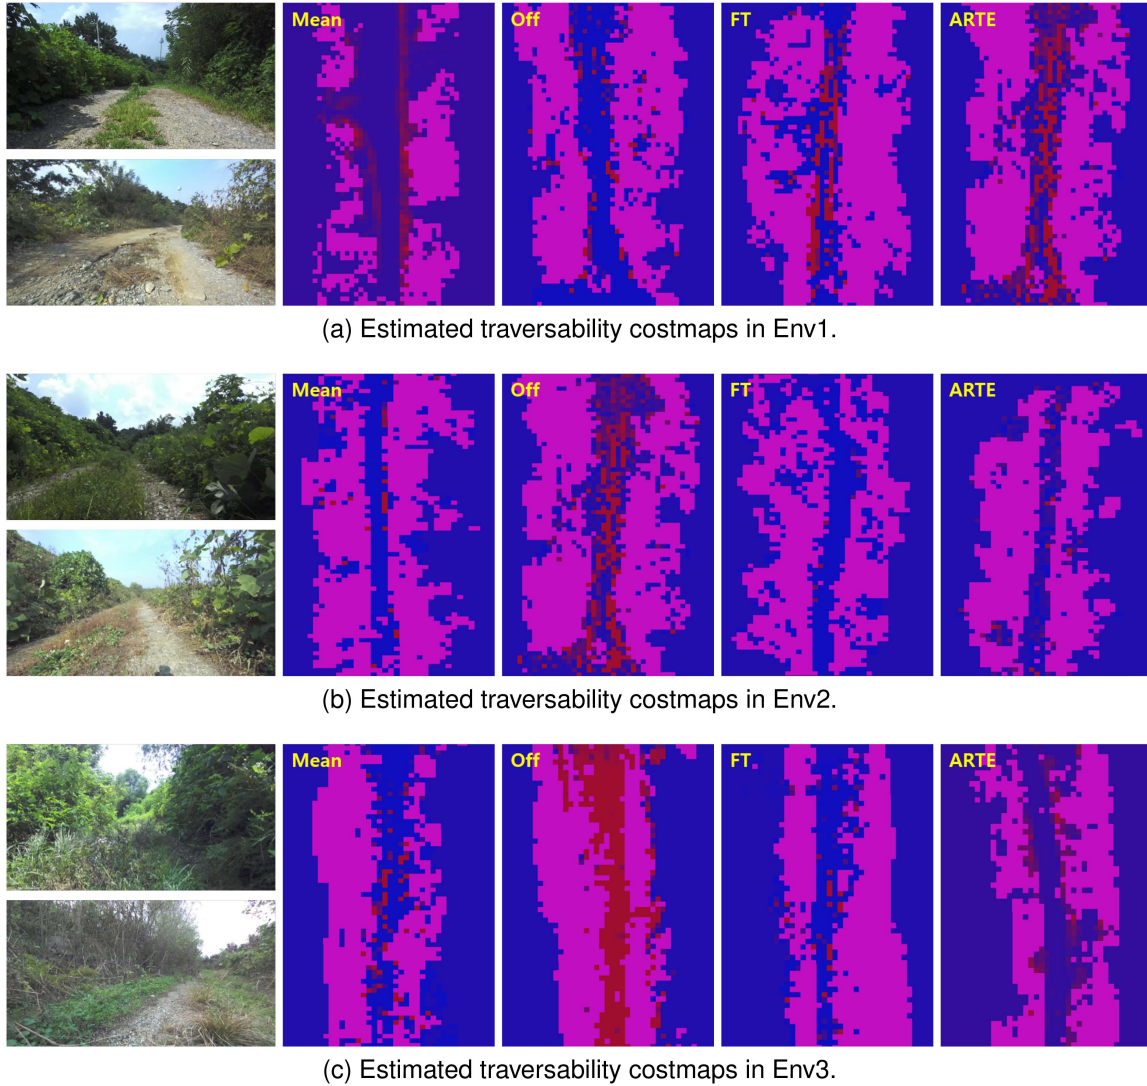 Mean Off FT ARTE
(a) Estimated traversability costmaps in Env1.
Mean Off FT ARTE
(b) Estimated traversability costmaps in Env2.
Mean Off FT ARTE
(c) Estimated traversability costmaps in Env3.